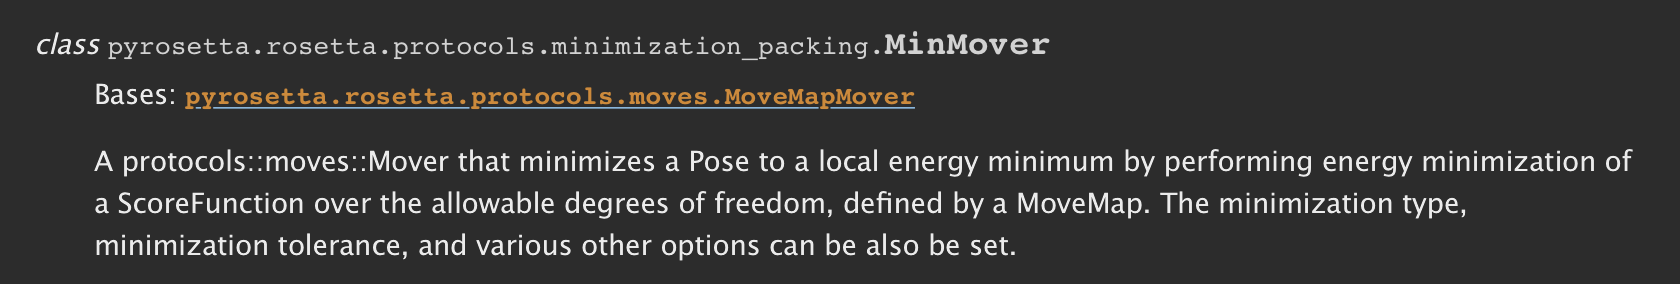 class pyrosetta.rosetta.protocols.minimization_packing.MinMover
Bases: pyrosetta.rosetta.protocols.moves.MoveMapMover
A protocols::moves::Mover that minimizes a Pose to a local energy minimum by performing energy minimization of
a ScoreFunction over the allowable degrees of freedom, defined by a MoveMap. The minimization type,
minimization tolerance, and various other options can be also be set.